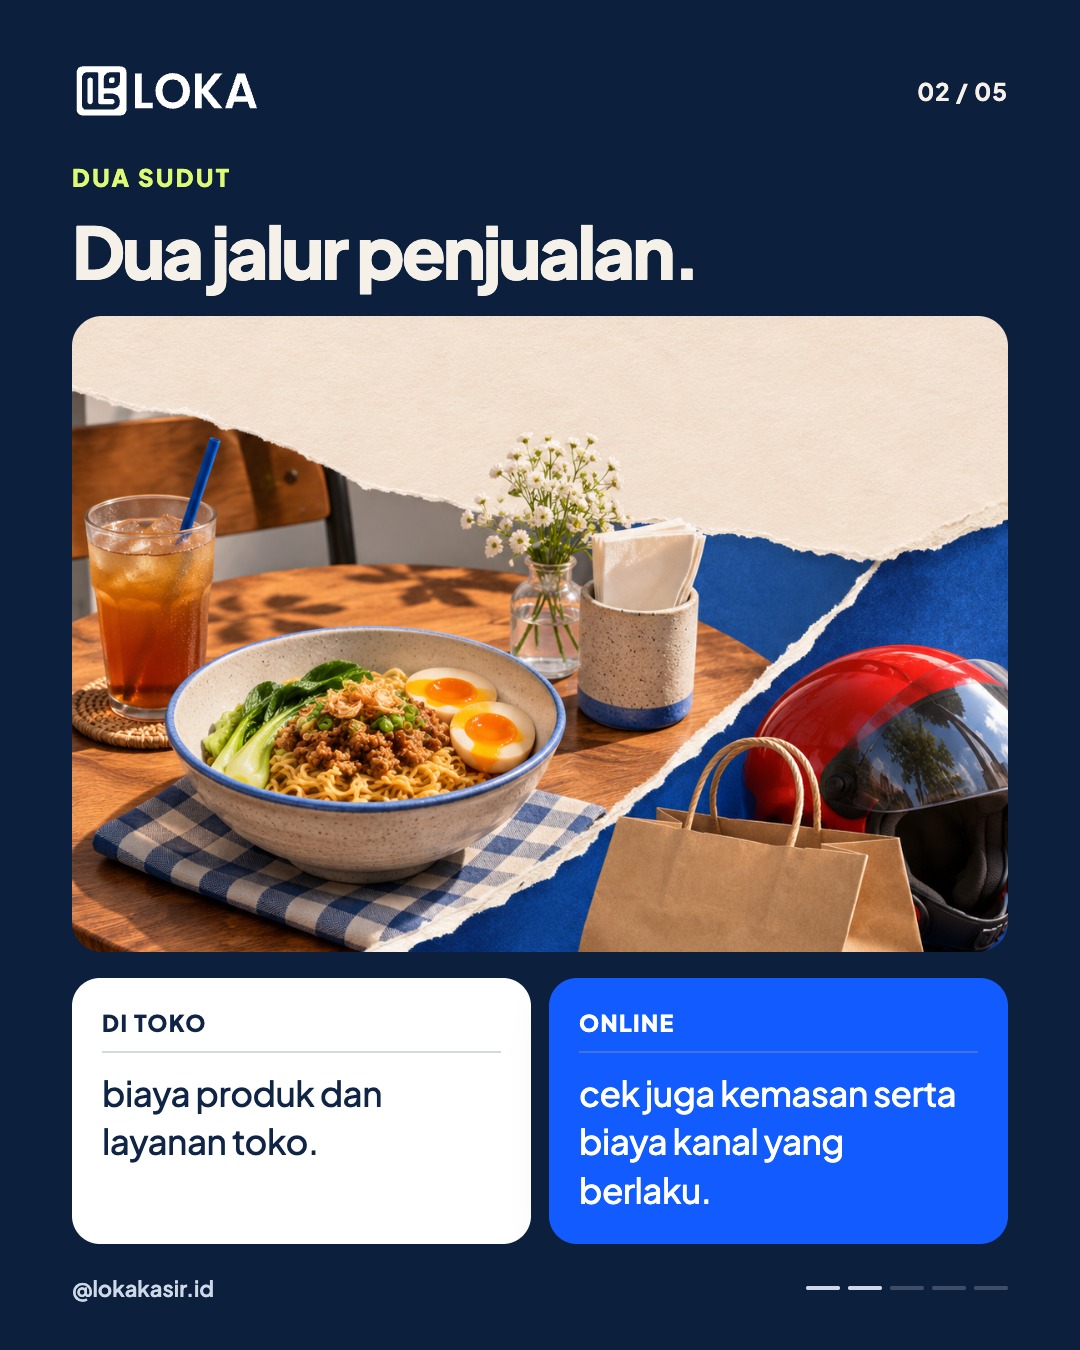 LOKA
02 / 05
DUA SUDUT
Dua jalur penjualan.
DI TOKO
biaya produk dan
layanan toko.
ONLINE
cek juga kemasan serta
biaya kanal yang
berlaku.
@lokakasir.id